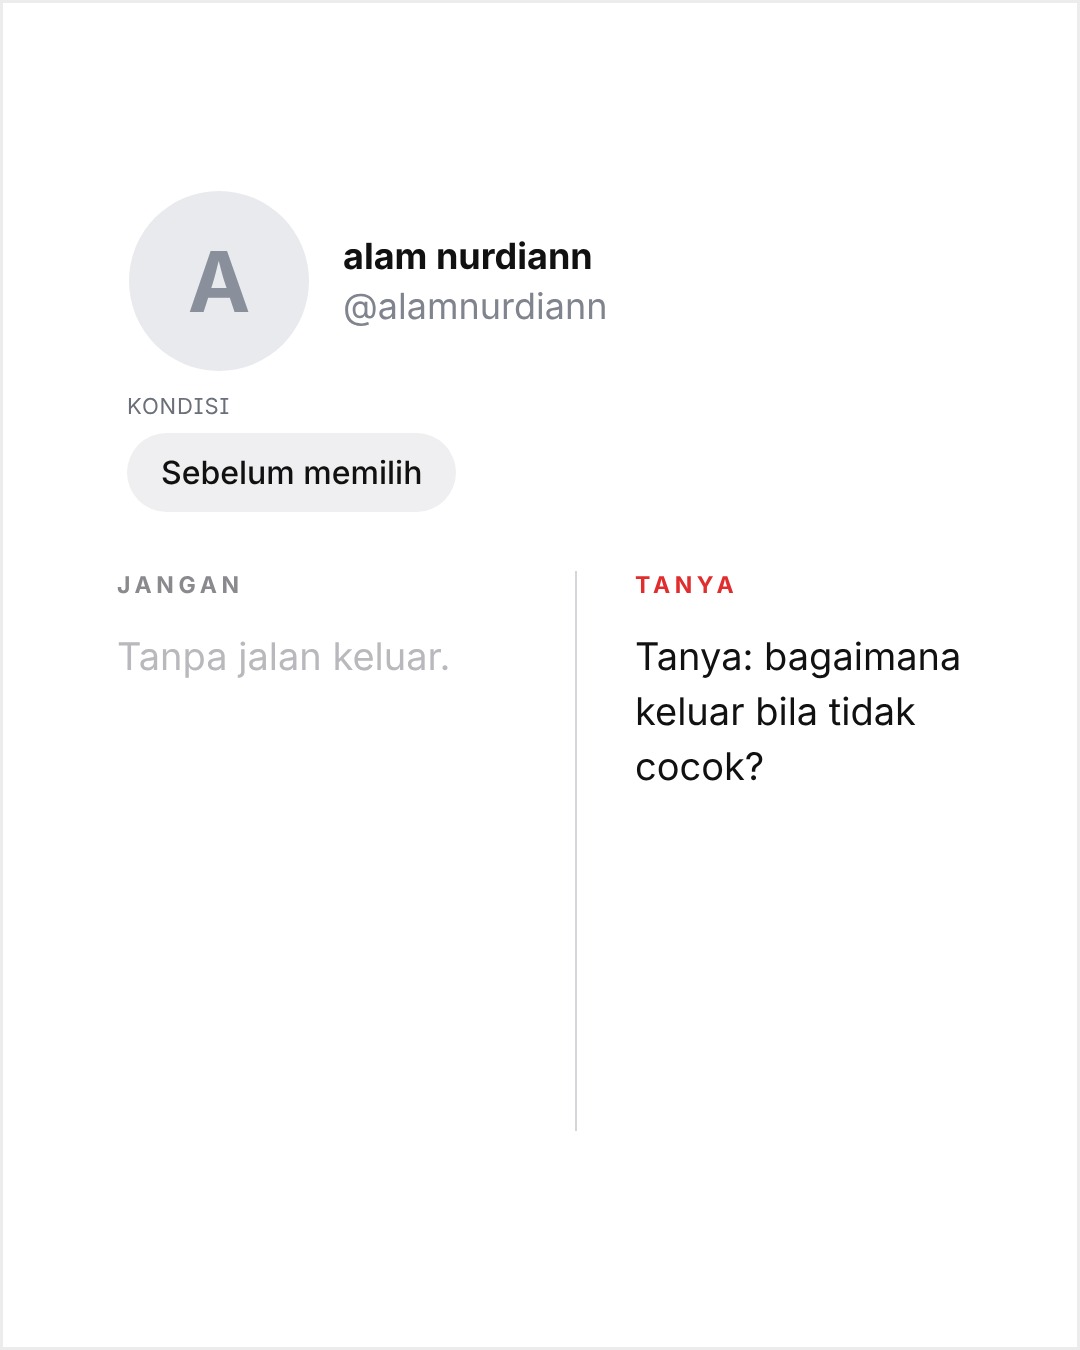 A
alam nurdiann
@alamnurdiann
KONDISI
Sebelum memilih
JANGAN
Tanpa jalan keluar.
TANYA
Tanya: bagaimana
keluar bila tidak
cocok?